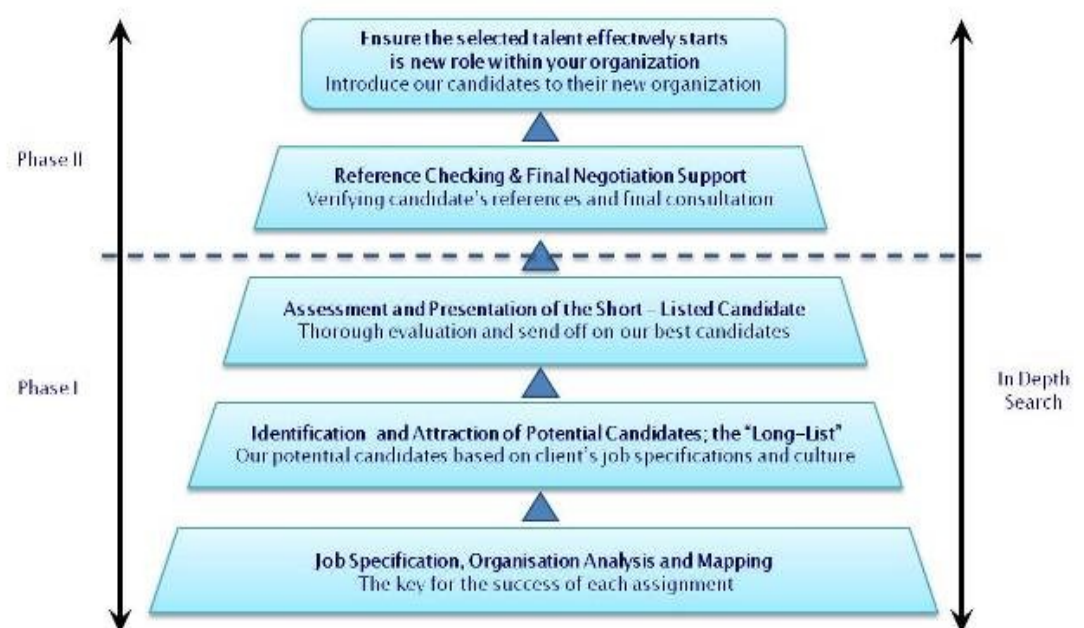 Ensure the selected talent effectively starts
is new role within your organization
Introduce our candidates to their new organization
Phase II
Reference Checking & Final Negotiation Support
Verifying candidate's references and final consultation
Assessment and Presentation of the Short – Listed Candidate
Thorough evaluation and send off on our best candidates
Phase I
In Depth
Search
Identification and Attraction of Potential Candidates; the "Long–List"
Our potential candidates based on client's job specifications and culture
Job Specification, Organisation Analysis and Mapping
The key for the success of each assignment